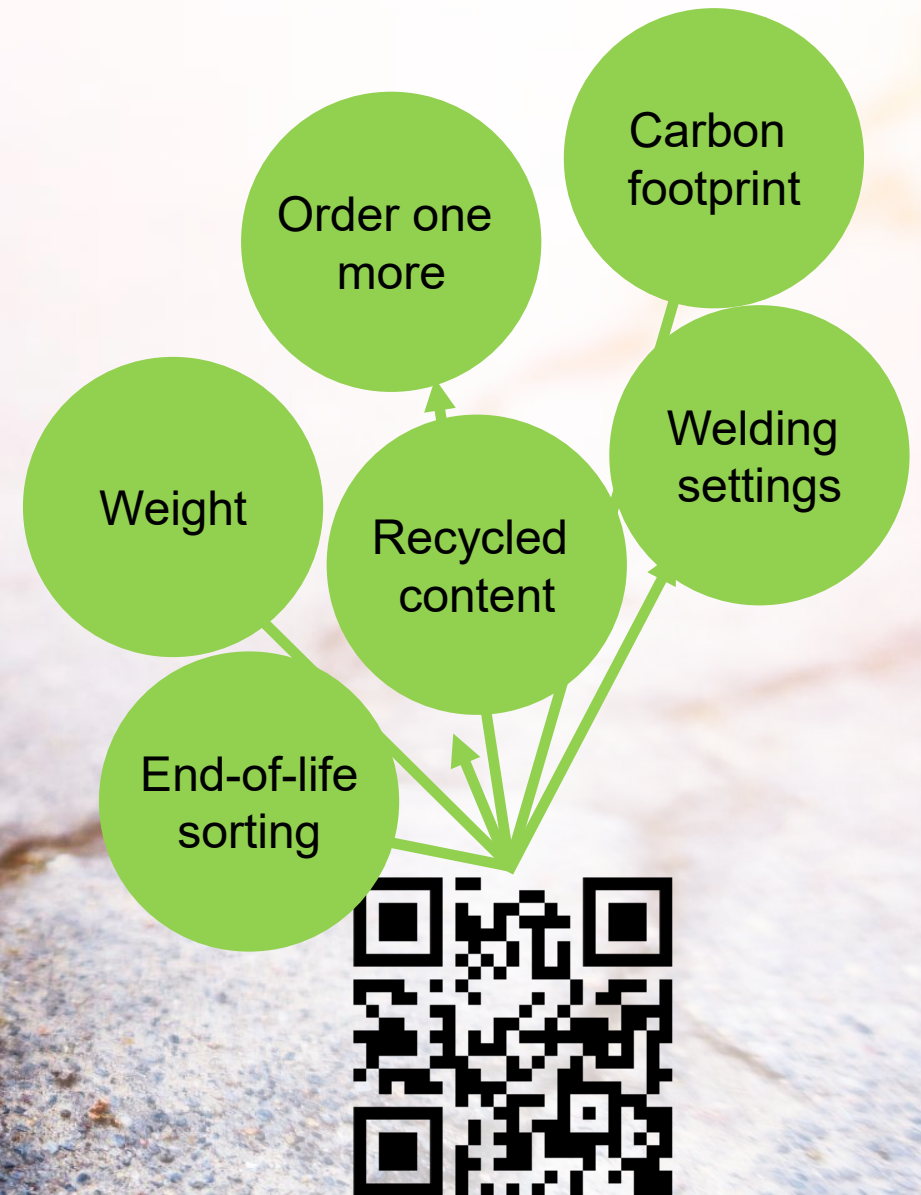 Carbon
footprint
Order one
more
Welding
settings
Weight
Recycled
content
End-of-life
sorting